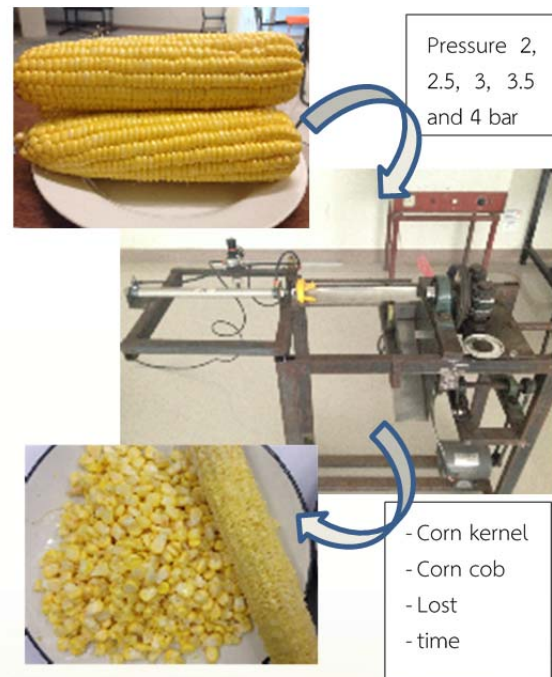 Pressure 2,
2.5, 3, 3.5
and 4 bar
- Corn kernel
- Corn cob
- Lost
- time